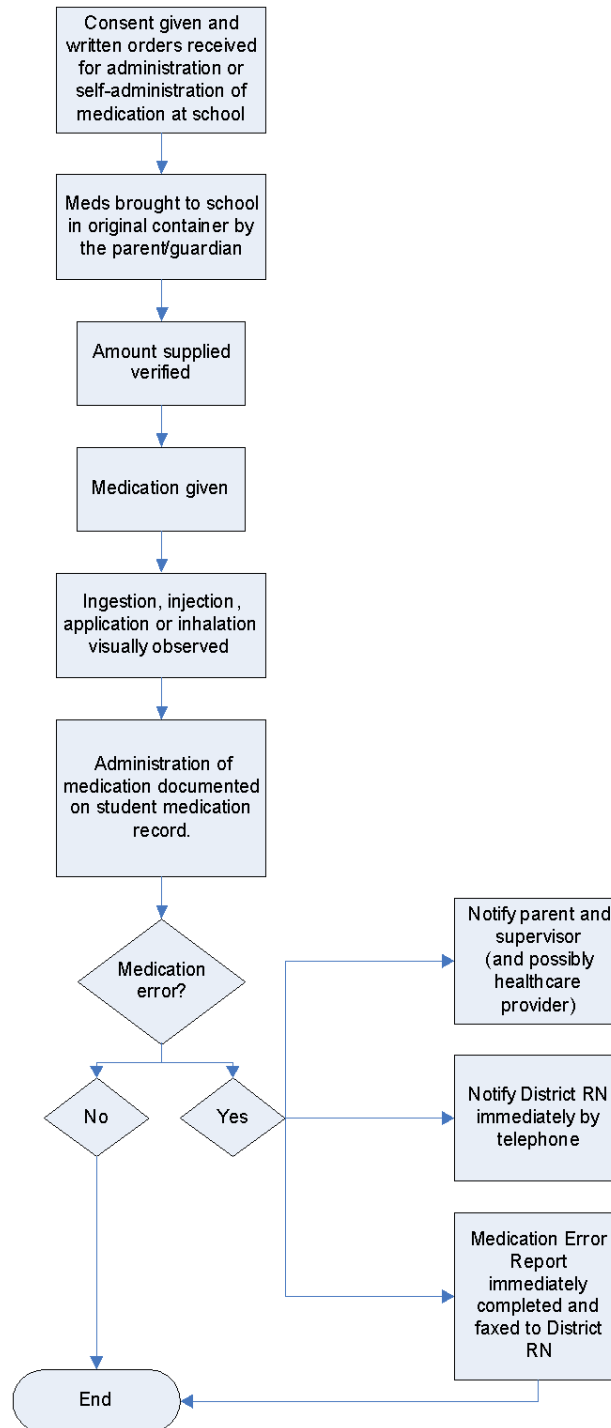 Consent given and
written orders received
for administration or
self-administration of
medication at school
Meds brought to school
in original container by
the parent/guardian
Amount supplied
verified
Medication given
Ingestion, injection ,
application or inhalation
visually observed
Administration of
medication documented
on student medication
record.
Medication
error?
No
Yes
Notify parent and
supervisor
(and possibly
healthcare
provider)
Notify District RN
immediately by
telephone
Medication Error
Report
immediately
completed and
faxed to District
RN
End